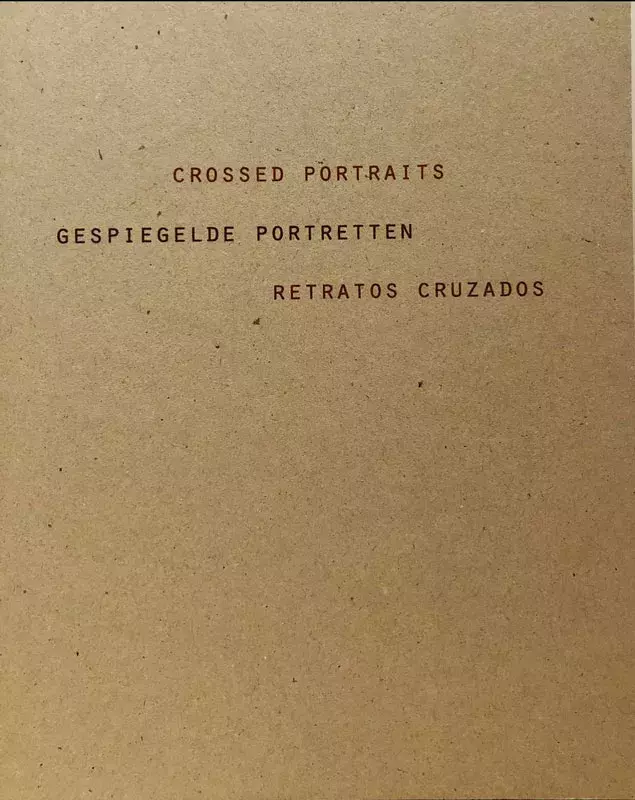 CROSSED PORTRAITS
GESPIEGELDE PORTRETTEN
RETRATOS CRUZADOS